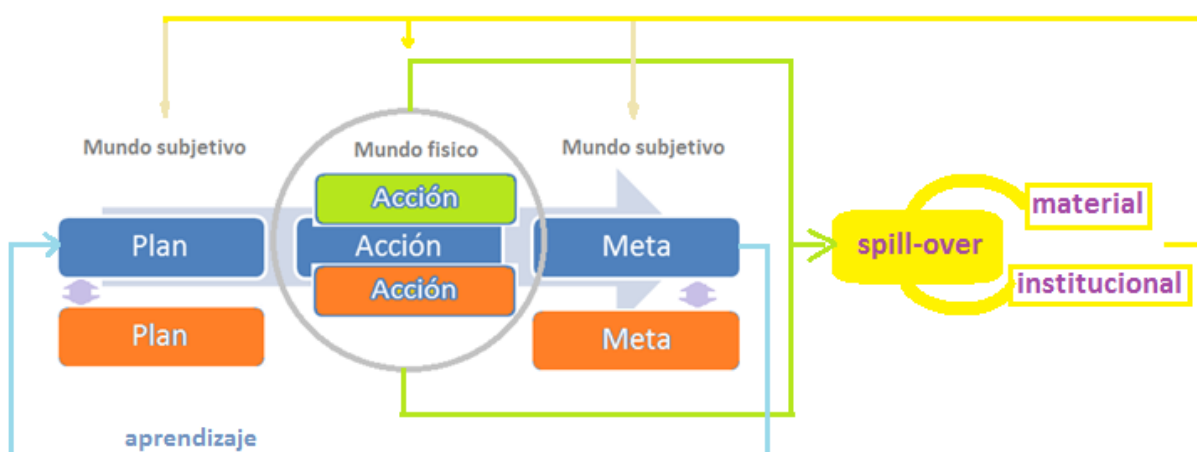 Mundo subjetivo
Mundo fisico
Mundo subjetivo
Acción
Plan
Acción
Meta
Acción
Plan
Meta
aprendizaje
spill-over
material
institucional